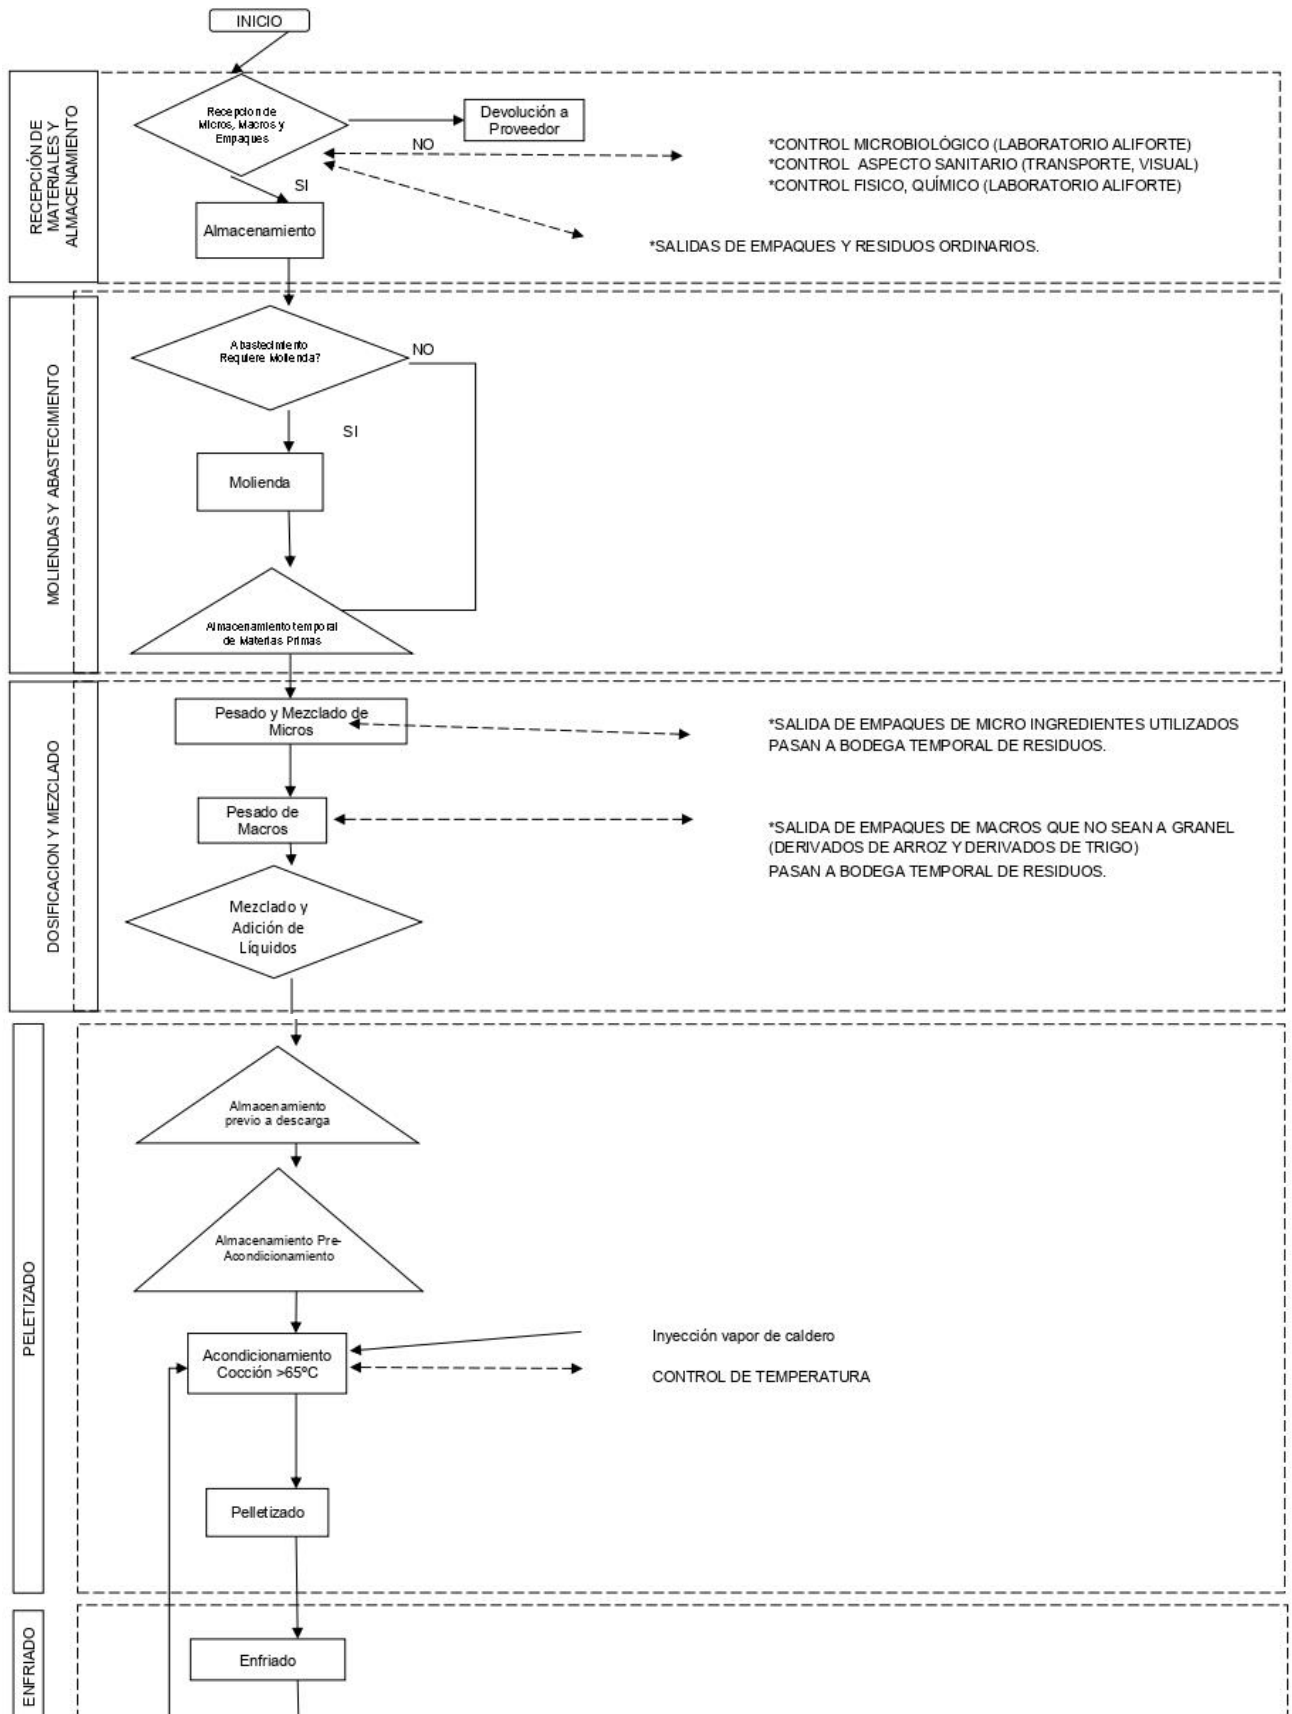 INICIO
RECEPCIÓN DE
MATERIALES Y
ALMACENAMIENTO
Recepcion de
Micros, Macros y
Empaques
Devolución a
Proveedor
NO
*CONTROL MICROBIOLÓGICO (LABORATORIO ALIFORTE)
*CONTROL ASPECTO SANITARIO (TRANSPORTE, VISUAL)
*CONTROL FISICO, QUÍMICO (LABORATORIO ALIFORTE)
SI
Almacenamiento
*SALIDAS DE EMPAQUES Y RESIDUOS ORDINARIOS.
MOLIENDAS Y ABASTECIMIENTO
Abastecimiento
Requiere Molienda?
NO
SI
Molienda
Almacenamiento temporal
de Materias Primas
DOSIFICACION Y MEZCLADO
Pesado y Mezclado de
Micros
*SALIDA DE EMPAQUES DE MICRO INGREDIENTES UTILIZADOS
PASAN A BODEGA TEMPORAL DE RESIDUOS.
Pesado de
Macros
*SALIDA DE EMPAQUES DE MACROS QUE NO SEAN A GRANEL
(DERIVADOS DE ARROZ Y DERIVADOS DE TRIGO)
PASAN A BODEGA TEMPORAL DE RESIDUOS.
Mezclado y
Adición de
Líquidos
PELETIZADO
Almacenamiento
previo a descarga
Almacenamiento Pre-
Acondicionamiento
Acondicionamiento
Cocción >65ºC
Inyección vapor de caldero
CONTROL DE TEMPERATURA
Pelletizado
ENFRIADO
Enfriado